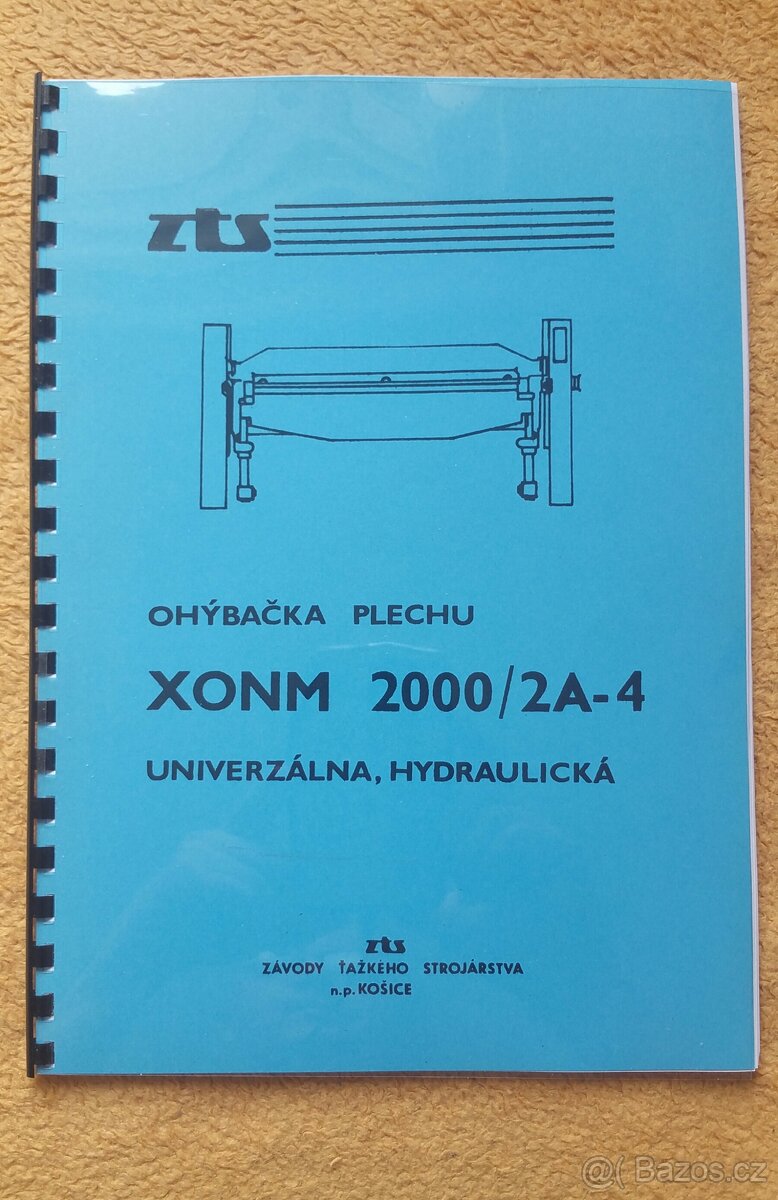 zts
OHÝBAČKA PLECHU
XONM 2000/2A-4
UNIVERZÁLNA, HYDRAULICKÁ
zts
ZÁVODY ŤAŽKÉHO STROJÁRSTVA
n.p. KOŠICE
@( Bazos.cz